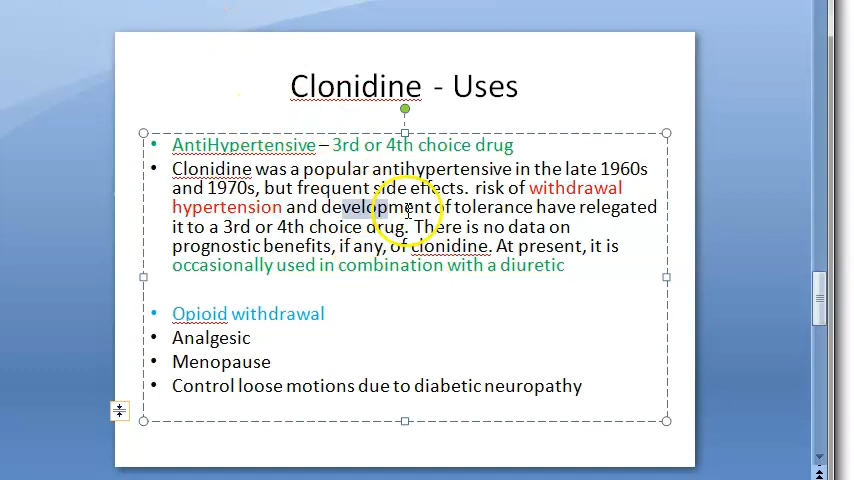 Clonidine - Uses
• AntiHypertensive – 3rd or 4th choice drug
• Clonidine was a popular antihypertensive in the late 1960s
and 1970s, but frequent side effects. risk of withdrawal
hypertension and development of tolerance have relegated
it to a 3rd or 4th choice drug. There is no data on
prognostic benefits, if any, of clonidine. At present, it is
occasionally used in combination with a diuretic
• Opioid withdrawal
• Analgesic
• Menopause
• Control loose motions due to diabetic neuropathy